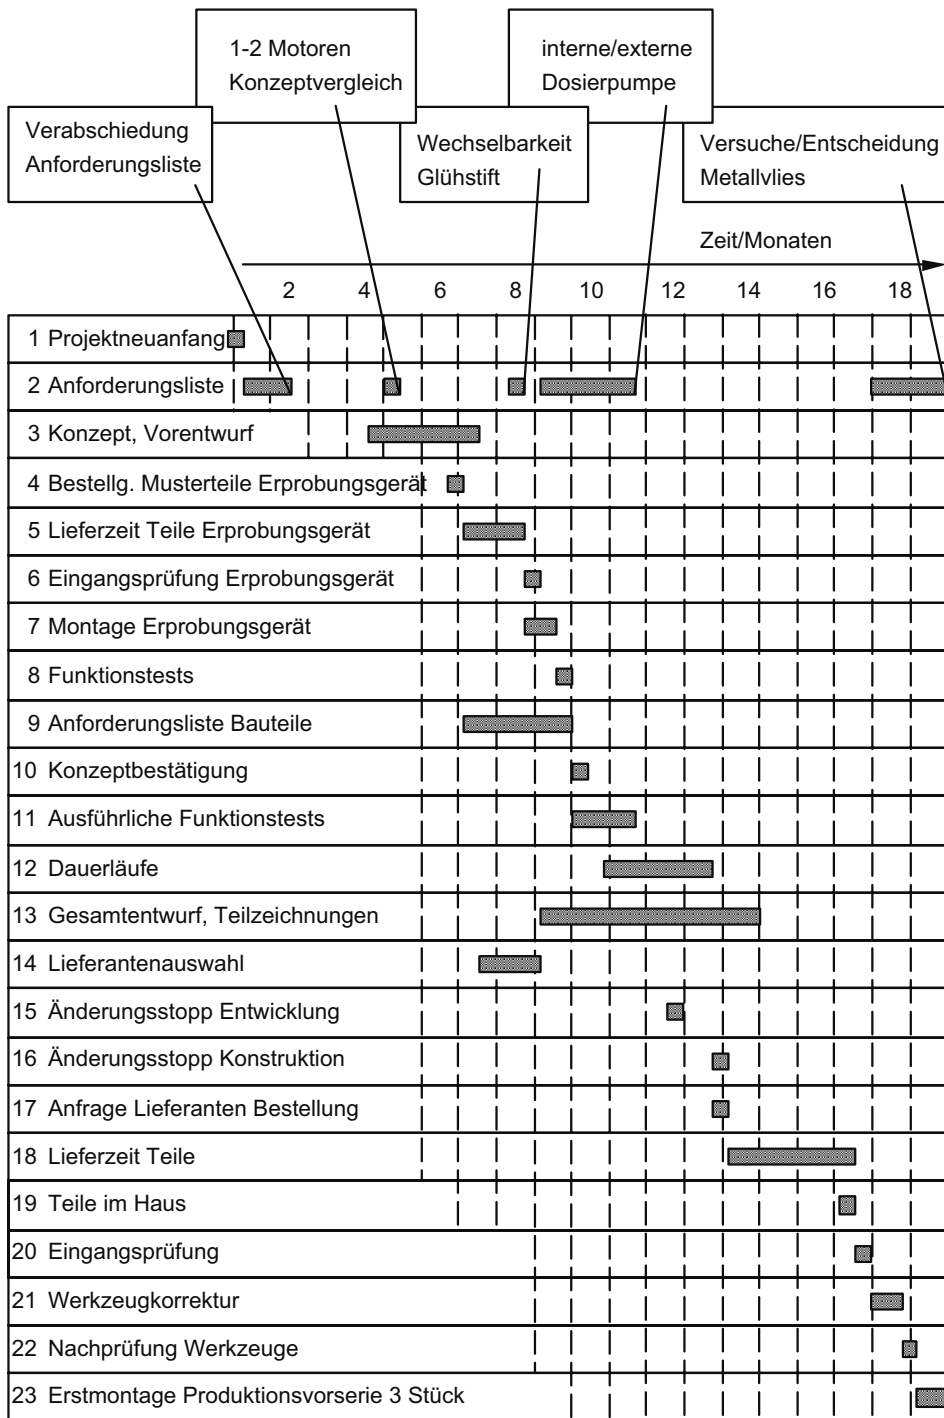 1-2 Motoren
Konzeptvergleich
interne/externe
Dosierpumpe
Verabschiedung
Anforderungsliste
Wechselbarkeit
Glühstift
Versuche/Entscheidung
Metallvlies
Zeit/Monaten
2 4 6 8 10 12 14 16 18
1 Projektneuanfang
2 Anforderungsliste
3 Konzept, Vorentwurf
4 Bestellg. Musterteile Erprobungsgerät
5 Lieferzeit Teile Erprobungsgerät
6 Eingangsprüfung Erprobungsgerät
7 Montage Erprobungsgerät
8 Funktionstests
9 Anforderungsliste Bauteile
10 Konzeptbestätigung
11 Ausführliche Funktionstests
12 Dauerläufe
13 Gesamtentwurf, Teilzeichnungen
14 Lieferantenauswahl
15 Änderungsstopp Entwicklung
16 Änderungsstopp Konstruktion
17 Anfrage Lieferanten Bestellung
18 Lieferzeit Teile
19 Teile im Haus
20 Eingangsprüfung
21 Werkzeugkorrektur
22 Nachprüfung Werkzeuge
23 Erstmontage Produktionsvorserie 3 Stück